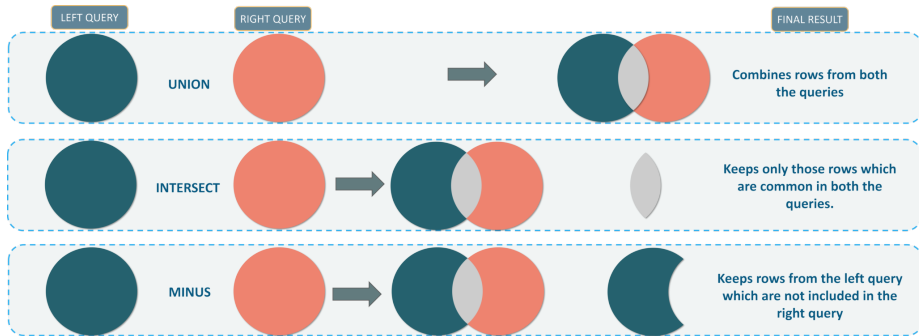 LEFT QUERY
RIGHT QUERY
FINAL RESULT
UNION
Combines rows from both
the queries
INTERSECT
Keeps only those rows which
are common in both the
queries.
MINUS
Keeps rows from the left query
which are not included in the
right query